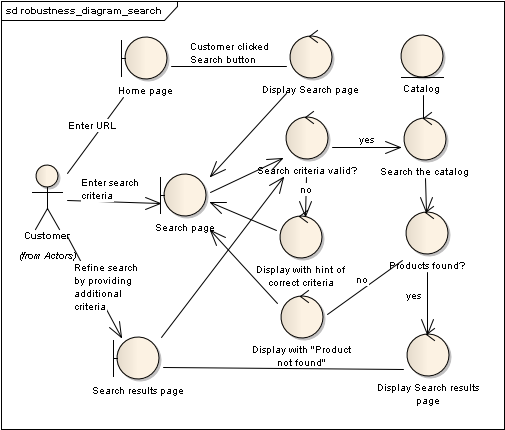 sd robustness_diagram_search
Customer clicked
Search button
Home page
Display Search page
Catalog
Enter URL
Search criteria valid?
yes
Search the catalog
Enter search
criteria
no
Search page
Customer
(from Actors)
Display with hint of
correct criteria
Products found?
Refine search
by providing
additional
criteria
no
yes
Display with "Product
not found"
Search results page
Display Search results
page